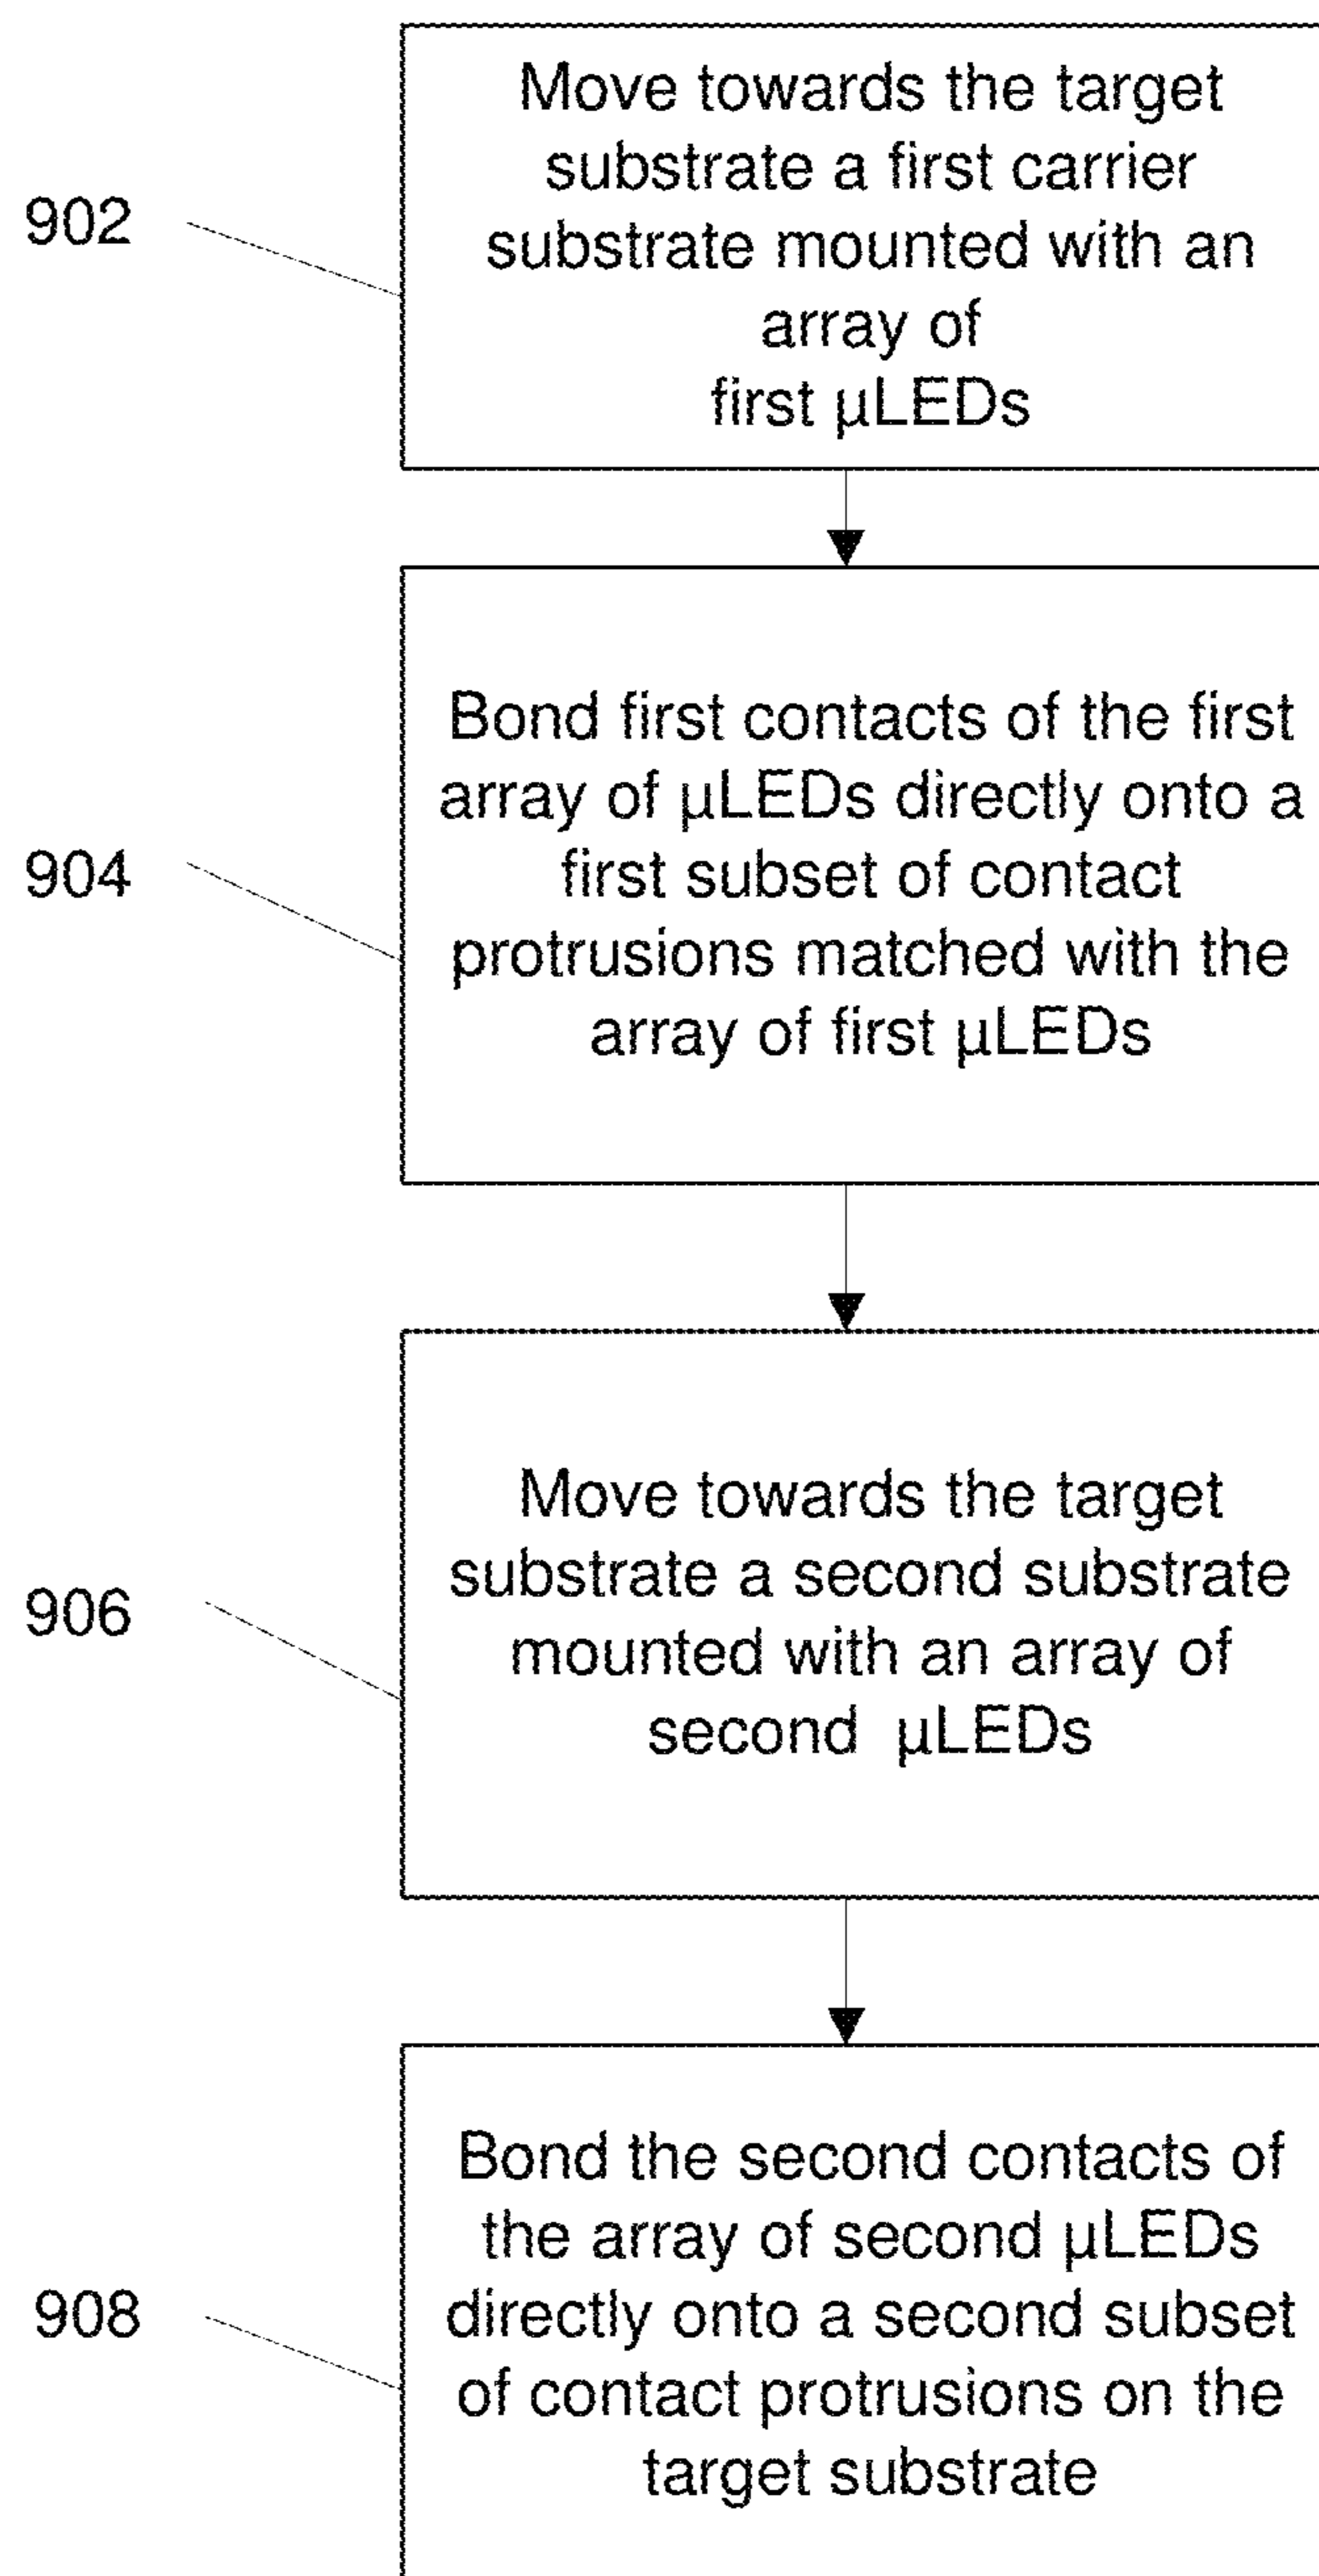 902
Move towards the target
substrate a first carrier
substrate mounted with an
array of
first µLEDs
904
Bond first contacts of the first
array of µLEDs directly onto a
first subset of contact
protrusions matched with the
array of first µLEDs
906
Move towards the target
substrate a second substrate
mounted with an array of
second µLEDs
908
Bond the second contacts of
the array of second µLEDs
directly onto a second subset
of contact protrusions on the
target substrate